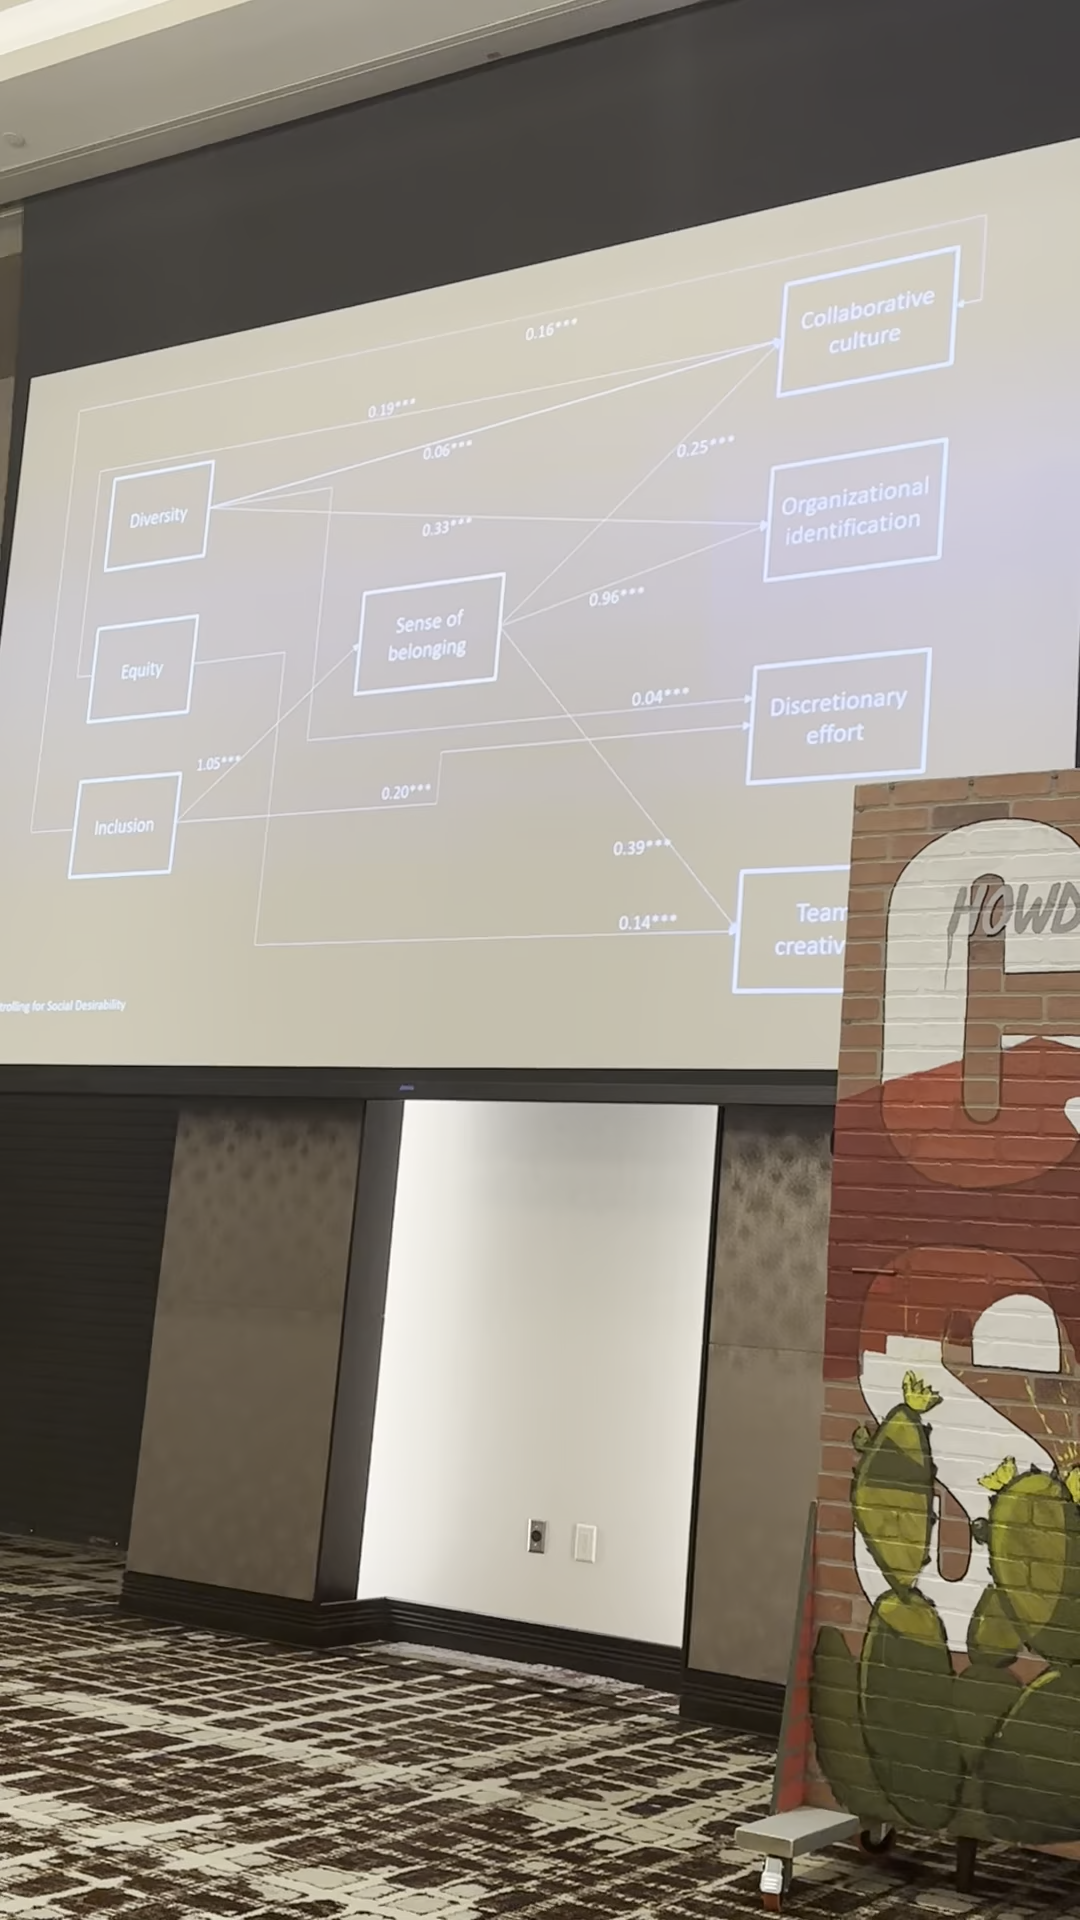 Collaborative
culture
0.16***
0.19***
0.06***
0.25***
Diversity
Organizational
identification
0.33***
Sense of
belonging
0.96***
Equity
0.04***
Discretionary
effort
1.05***
0.20***
Inclusion
0.39***
Team
creativ
0.14***
trolling for Social Desirability
HOWD